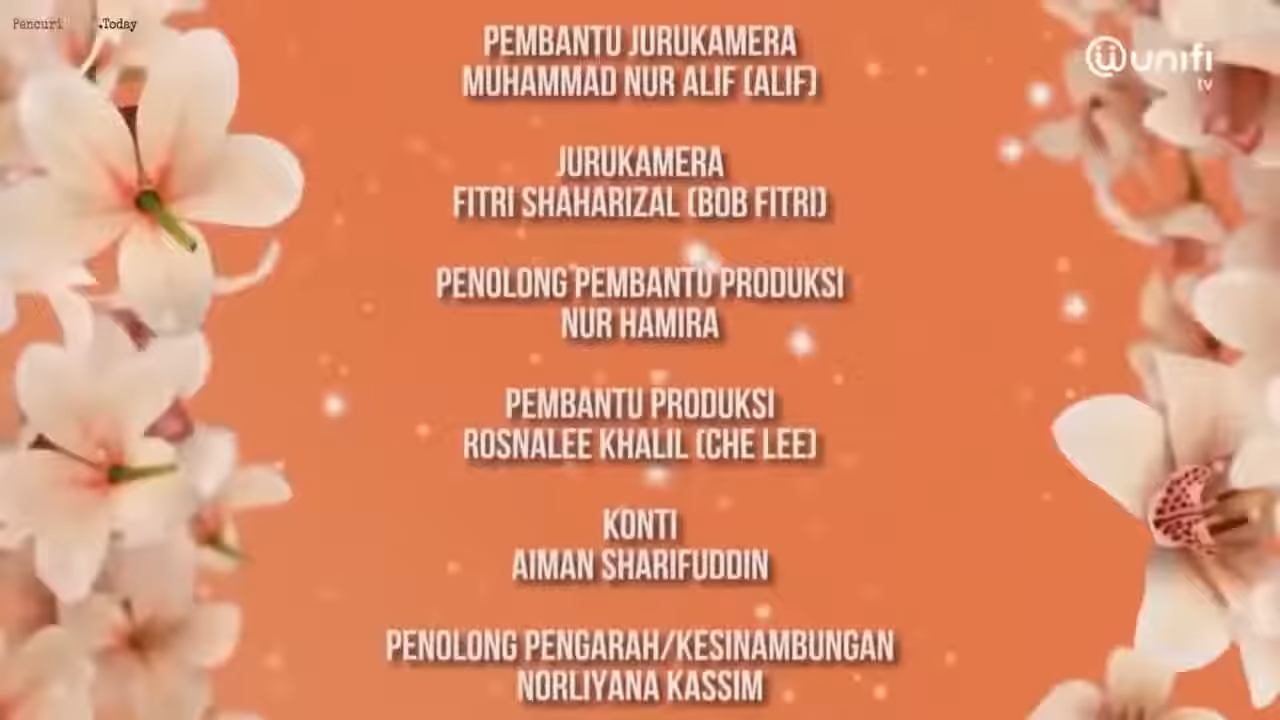 Pencuri .Today
unifi
tv
PEMBANTU JURUKAMERA
MUHAMMAD NUR ALIF (ALIF)
JURUKAMERA
FITRI SHAHARIZAL (BOB FITRI)
PENOLONG PEMBANTU PRODUKSI
NUR HAMIRA
PEMBANTU PRODUKSI
ROSNALEE KHALIL (CHE LEE)
KONTI
AIMAN SHARIFUDDIN
PENOLONG PENGARAH/KESINAMBUNGAN
NORLIYANA KASSIM